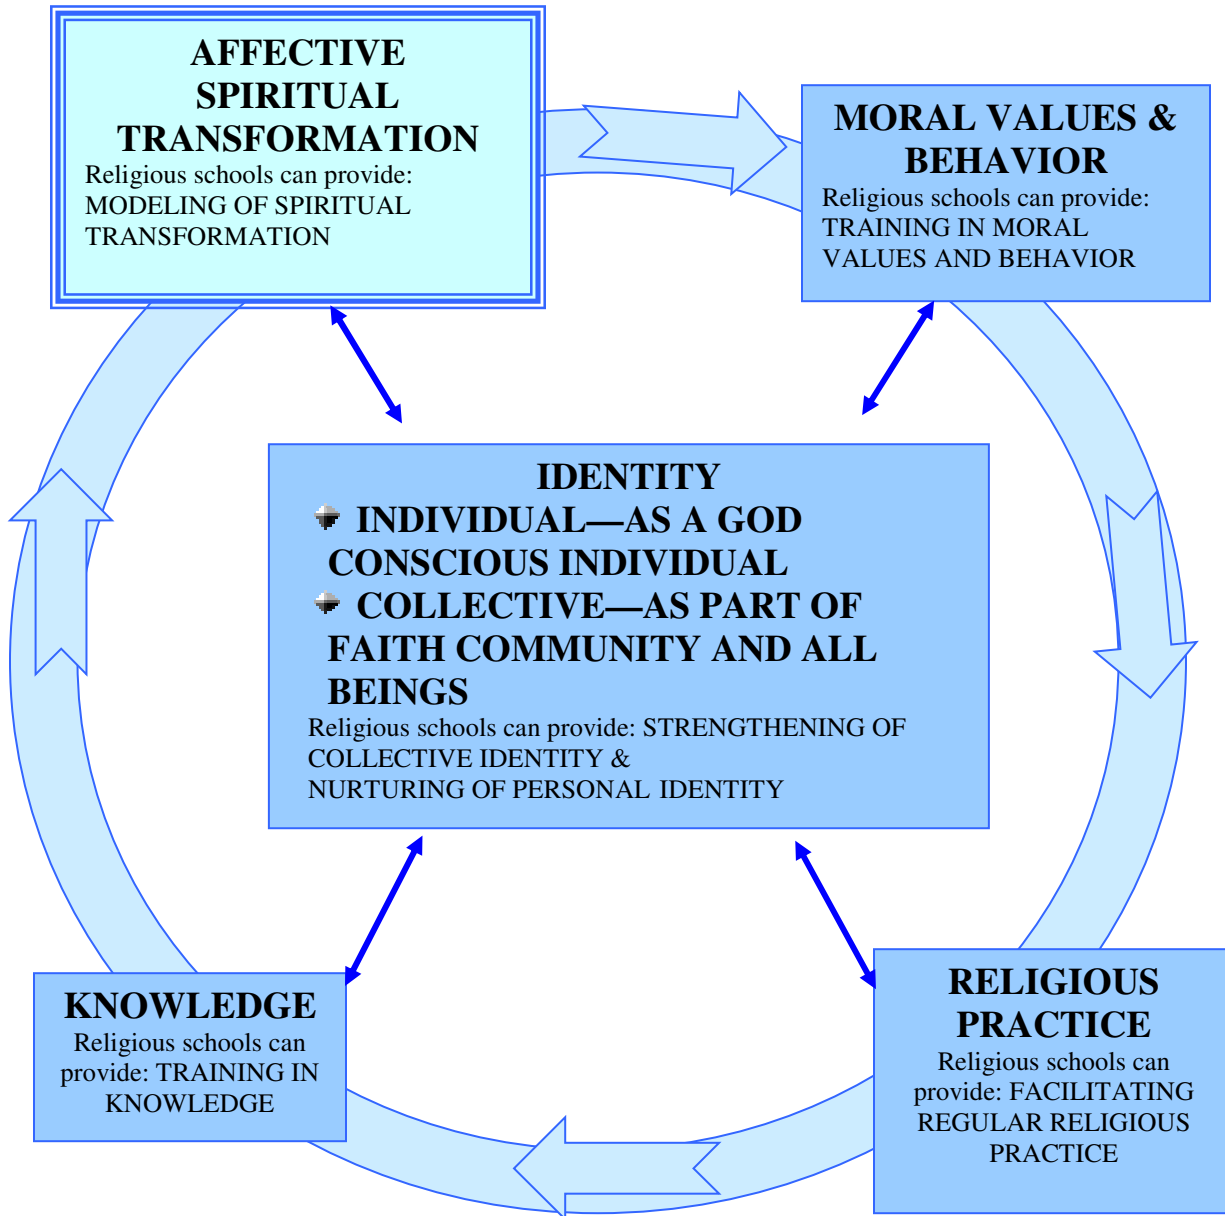 AFFECTIVE
SPIRITUAL
TRANSFORMATION
Religious schools can provide:
MODELING OF SPIRITUAL
TRANSFORMATION
MORAL VALUES &
BEHAVIOR
Religious schools can provide:
TRAINING IN MORAL
VALUES AND BEHAVIOR
IDENTITY
INDIVIDUAL—AS A GOD
CONSCIOUS INDIVIDUAL
COLLECTIVE—AS PART OF
FAITH COMMUNITY AND ALL
BEINGS
Religious schools can provide: STRENGTHENING OF
COLLECTIVE IDENTITY &
NURTURING OF PERSONAL IDENTITY
KNOWLEDGE
Religious schools can
provide: TRAINING IN
KNOWLEDGE
RELIGIOUS
PRACTICE
Religious schools can
provide: FACILITATING
REGULAR RELIGIOUS
PRACTICE